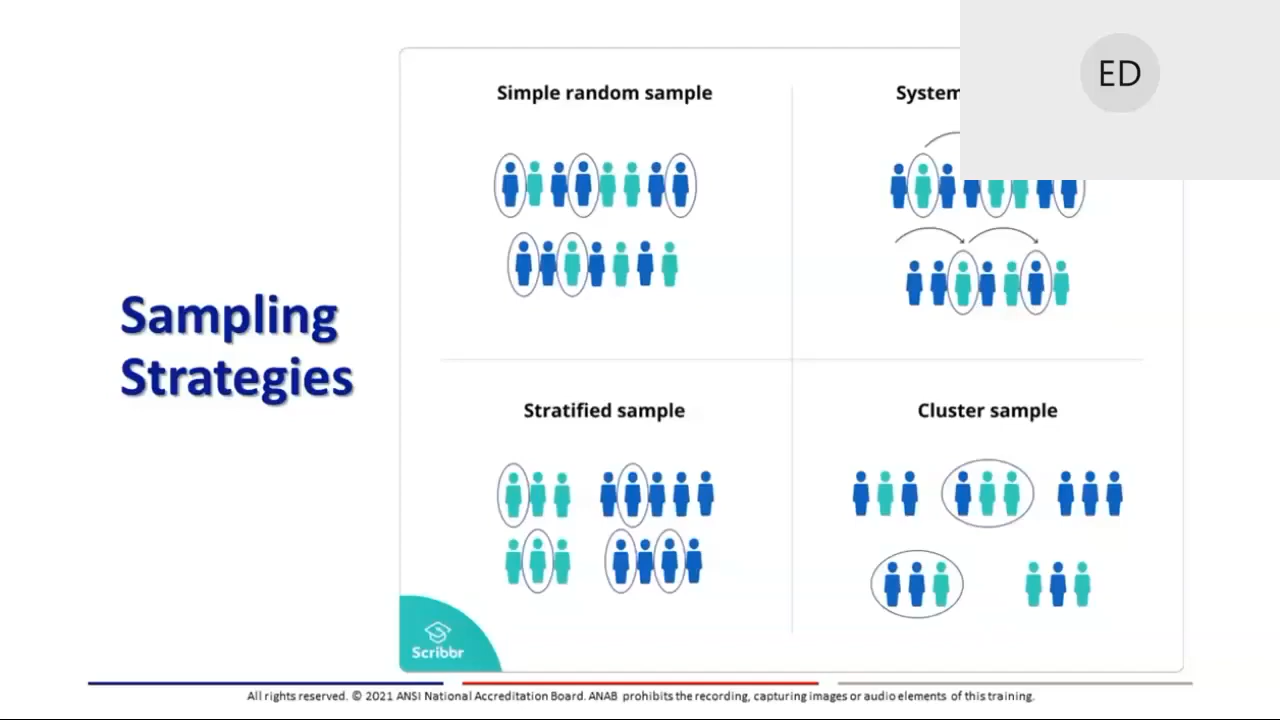 ED
Simple random sample
System
Sampling
Strategies
Stratified sample
Cluster sample
Scribbr
All rights reserved. © 2021 ANSI National Accreditation Board. ANAB prohibits the recording, capturing images or audio elements of this training.